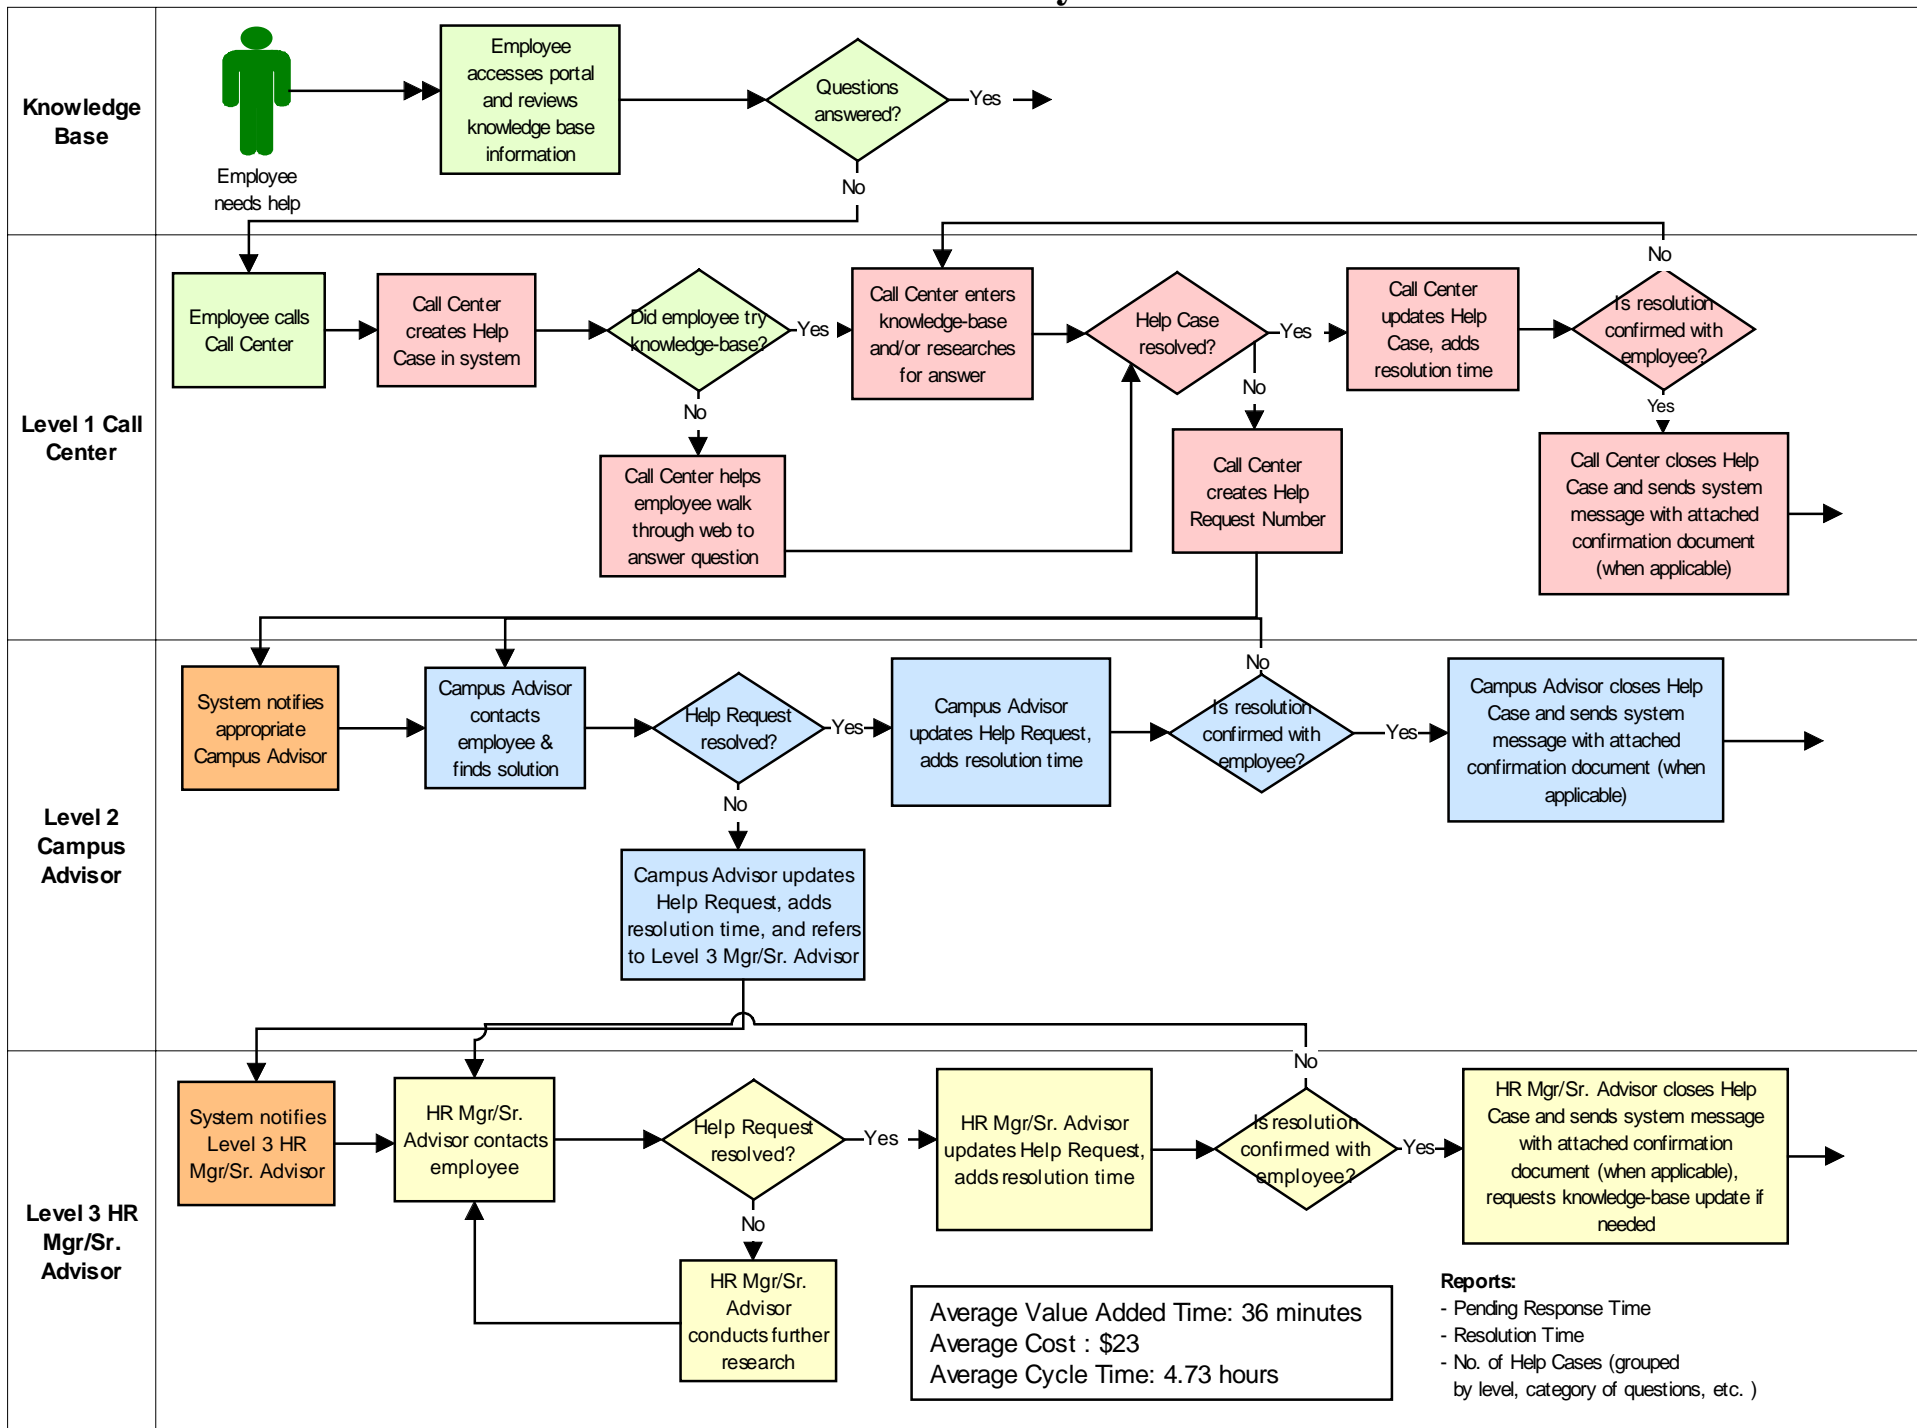 Knowledge
Base
Employee
needs help
Employee
accesses portal
and reviews
knowledge base
information
Questions
answered?
Yes
No
Level 1 Call
Center
Employee calls
Call Center
Call Center
creates Help
Case in system
Did employee try
knowledge-base?
Yes
No
Call Center helps
employee walk
through web to
answer question
Call Center enters
knowledge-base
and/or researches
for answer
Help Case
resolved?
Yes
No
Call Center
creates Help
Request Number
Call Center
updates Help
Case, adds
resolution time
No
Is resolution
confirmed with
employee?
Yes
Call Center closes Help
Case and sends system
message with attached
confirmation document
(when applicable)
Level 2
Campus
Advisor
System notifies
appropriate
Campus Advisor
Campus Advisor
contacts
employee &
finds solution
Help Request
resolved?
Yes
No
Campus Advisor updates
Help Request, adds
resolution time, and refers
to Level 3 Mgr/Sr. Advisor
Campus Advisor
updates Help Request,
adds resolution time
No
Is resolution
confirmed with
employee?
Yes
Campus Advisor closes Help
Case and sends system
message with attached
confirmation document (when
applicable)
Level 3 HR
Mgr/Sr.
Advisor
System notifies
Level 3 HR
Mgr/Sr. Advisor
HR Mgr/Sr.
Advisor contacts
employee
Help Request
resolved?
Yes
No
HR Mgr/Sr.
Advisor
conducts further
research
HR Mgr/Sr. Advisor
updates Help Request,
adds resolution time
No
Is resolution
confirmed with
employee?
Yes
HR Mgr/Sr. Advisor closes Help
Case and sends system message
with attached confirmation
document (when applicable),
requests knowledge-base update if
needed
Average Value Added Time: 36 minutes
Average Cost : $23
Average Cycle Time: 4.73 hours
Reports:
- Pending Response Time
- Resolution Time
- No. of Help Cases (grouped
by level, category of questions, etc. )